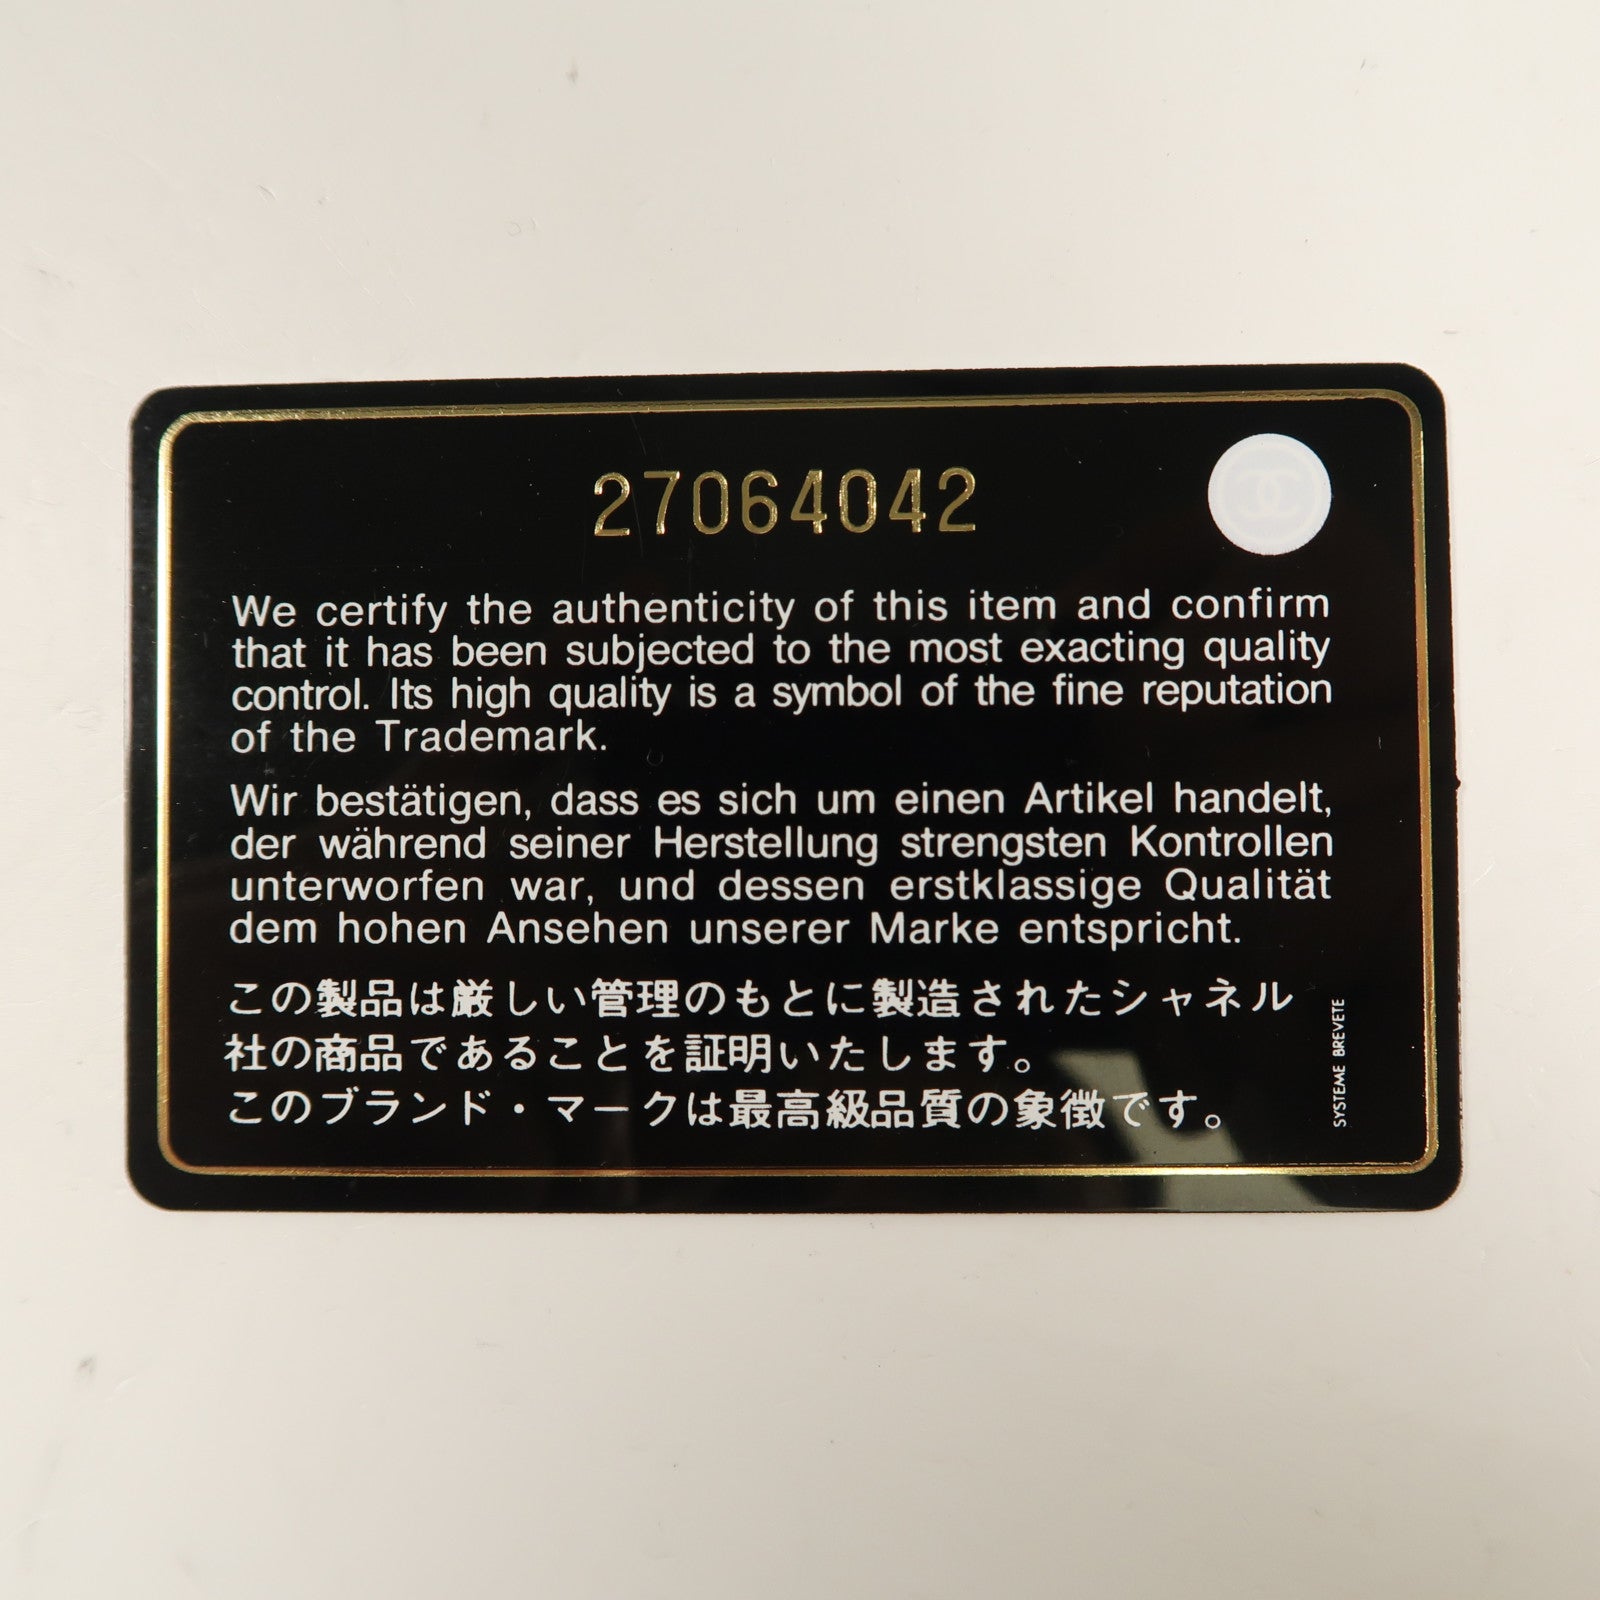 27064042
We certify the authenticity of this item and confirm
that it has been subjected to the most exacting quality
control. Its high quality is a symbol of the fine reputation
of the Trademark.
Wir bestätigen, dass es sich um einen Artikel handelt,
der während seiner Herstellung strengsten Kontrollen
unterworfen war, und dessen erstklassige Qualität
dem hohen Ansehen unserer Marke entspricht.
この製品は厳しい管理のもとに製造されたシャネル
社の商品であることを証明いたします。
このブランド・マークは最高級品質の象徴です。
SYSTEME BREVETE